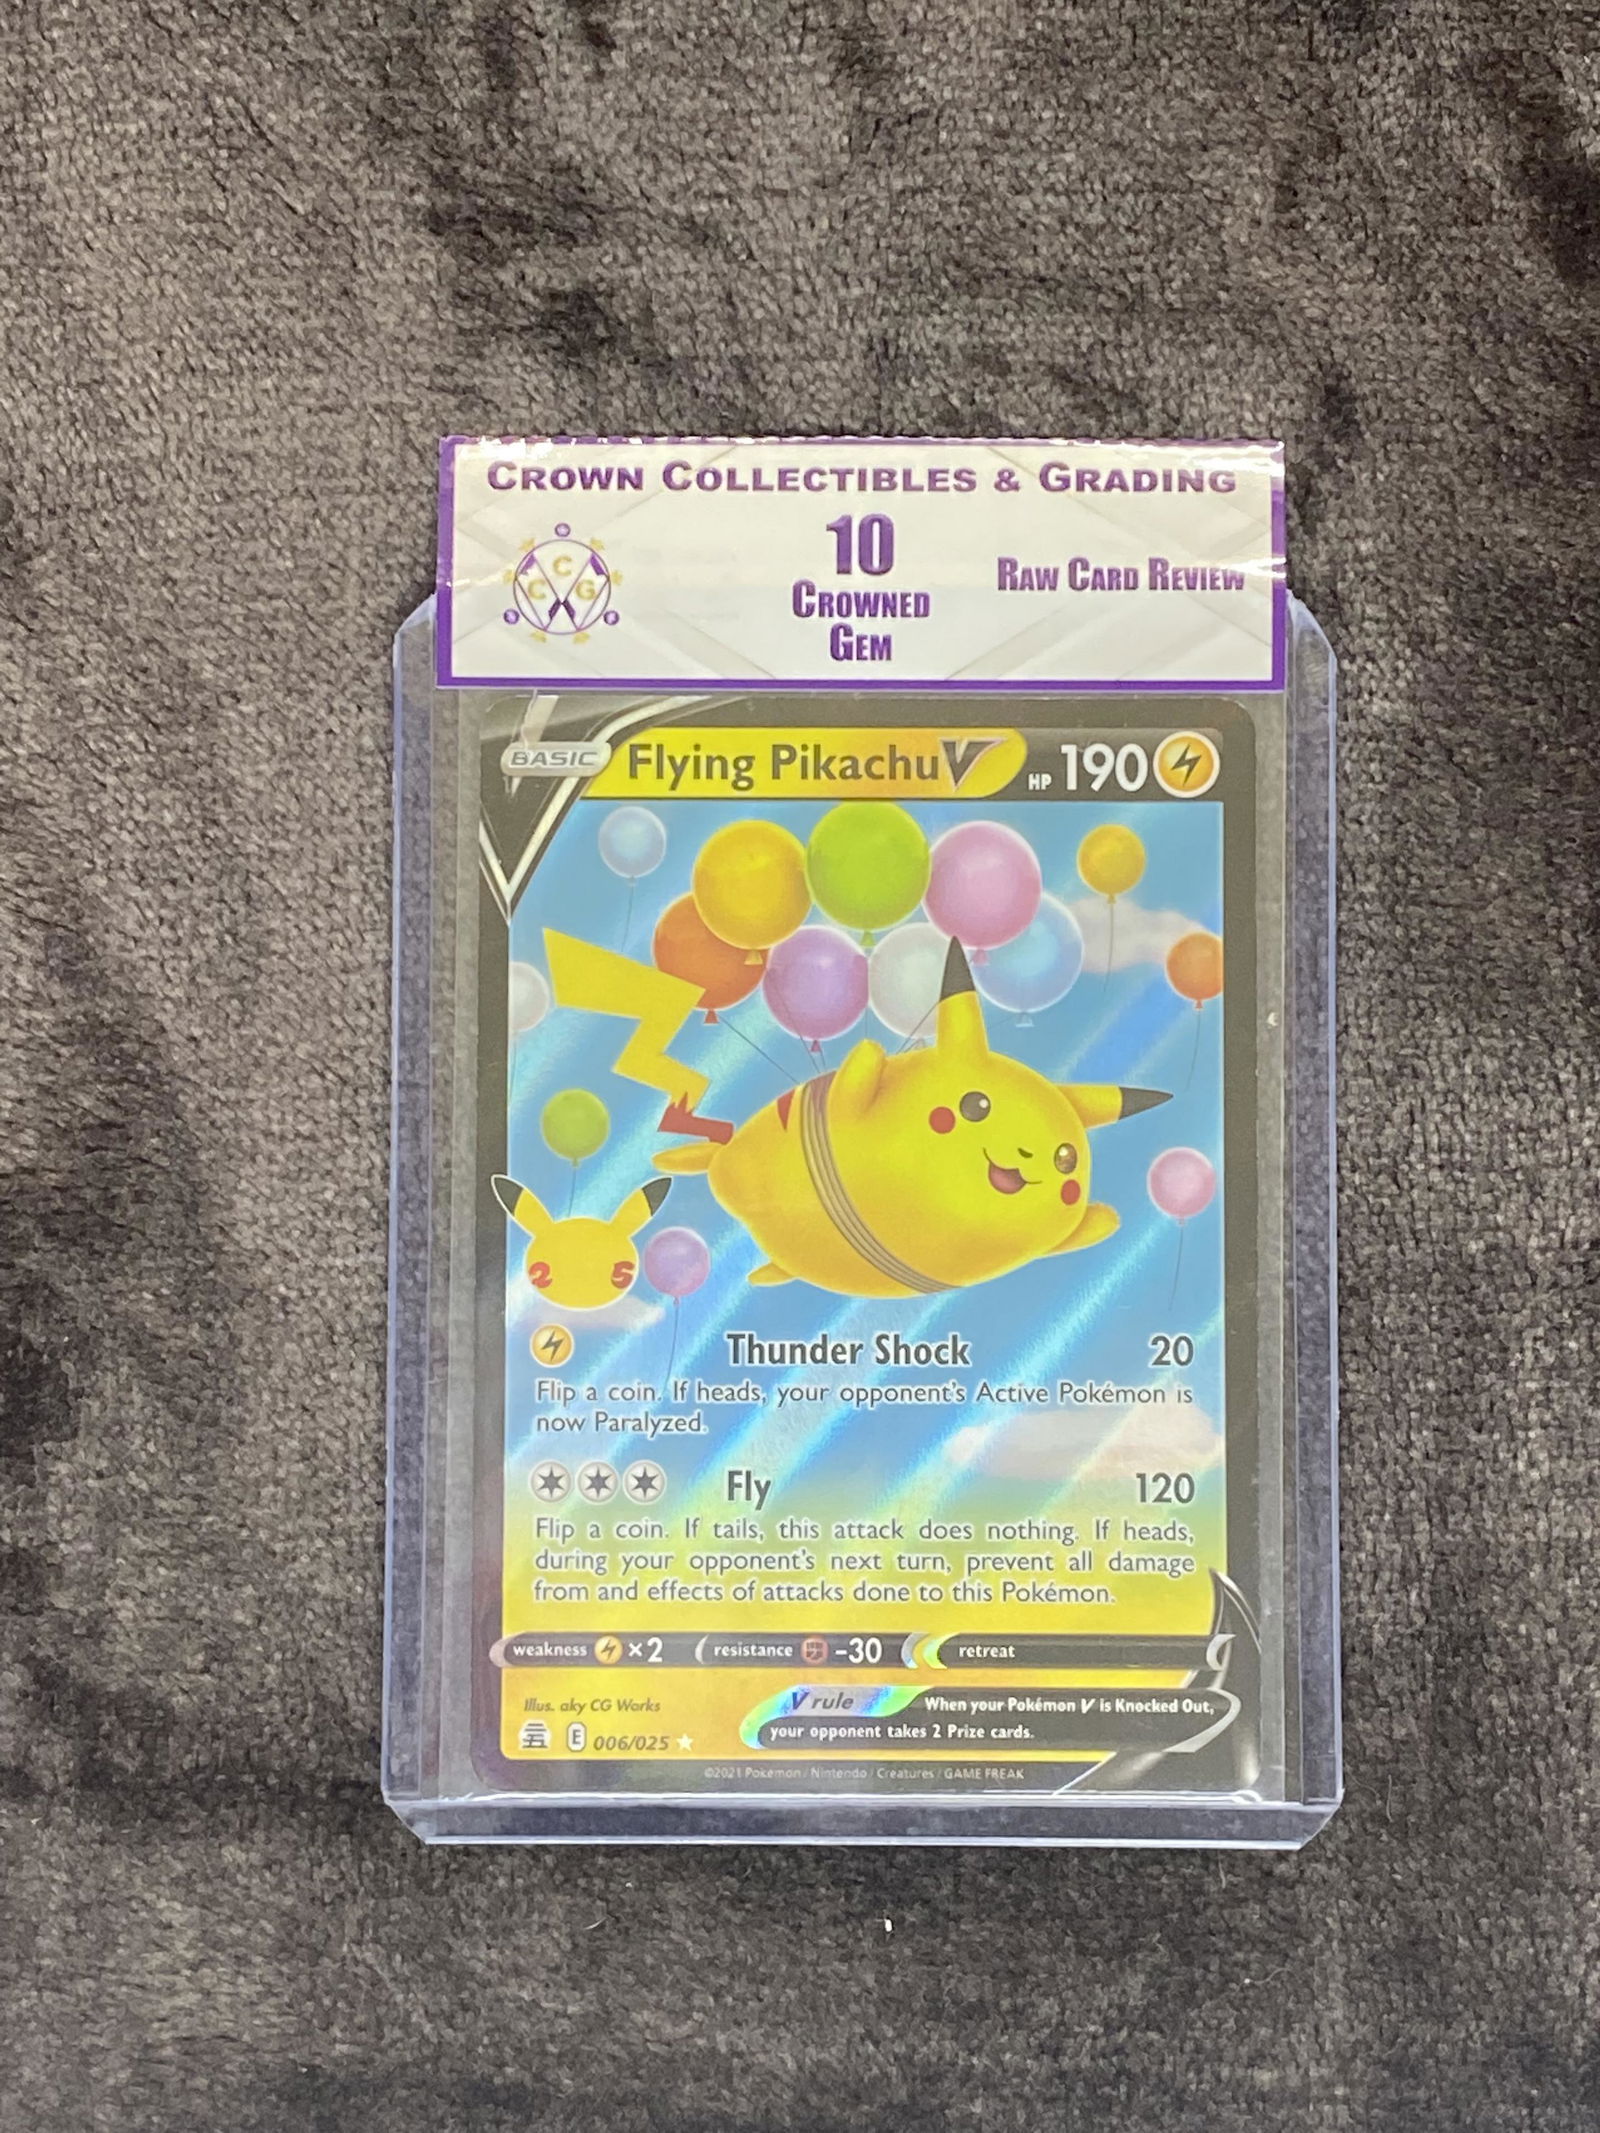 CROWN COLLECTIBLES & GRADING
C
C G
10
CROWNED
GEM
RAW CARD REVIEW
BASIC Flying Pikachu V HP 190
25
Thunder Shock 20
Flip a coin. If heads, your opponent's Active Pokémon is
now Paralyzed.
Fly 120
Flip a coin. If tails, this attack does nothing. If heads,
during your opponent's next turn, prevent all damage
from and effects of attacks done to this Pokémon.
weakness ×2 resistance -30 retreat
Illus. aky CG Works
V rule When your Pokémon V is Knocked Out,
your opponent takes 2 Prize cards.
E 006/025
©2021 Pokémon / Nintendo / Creatures / GAME FREAK